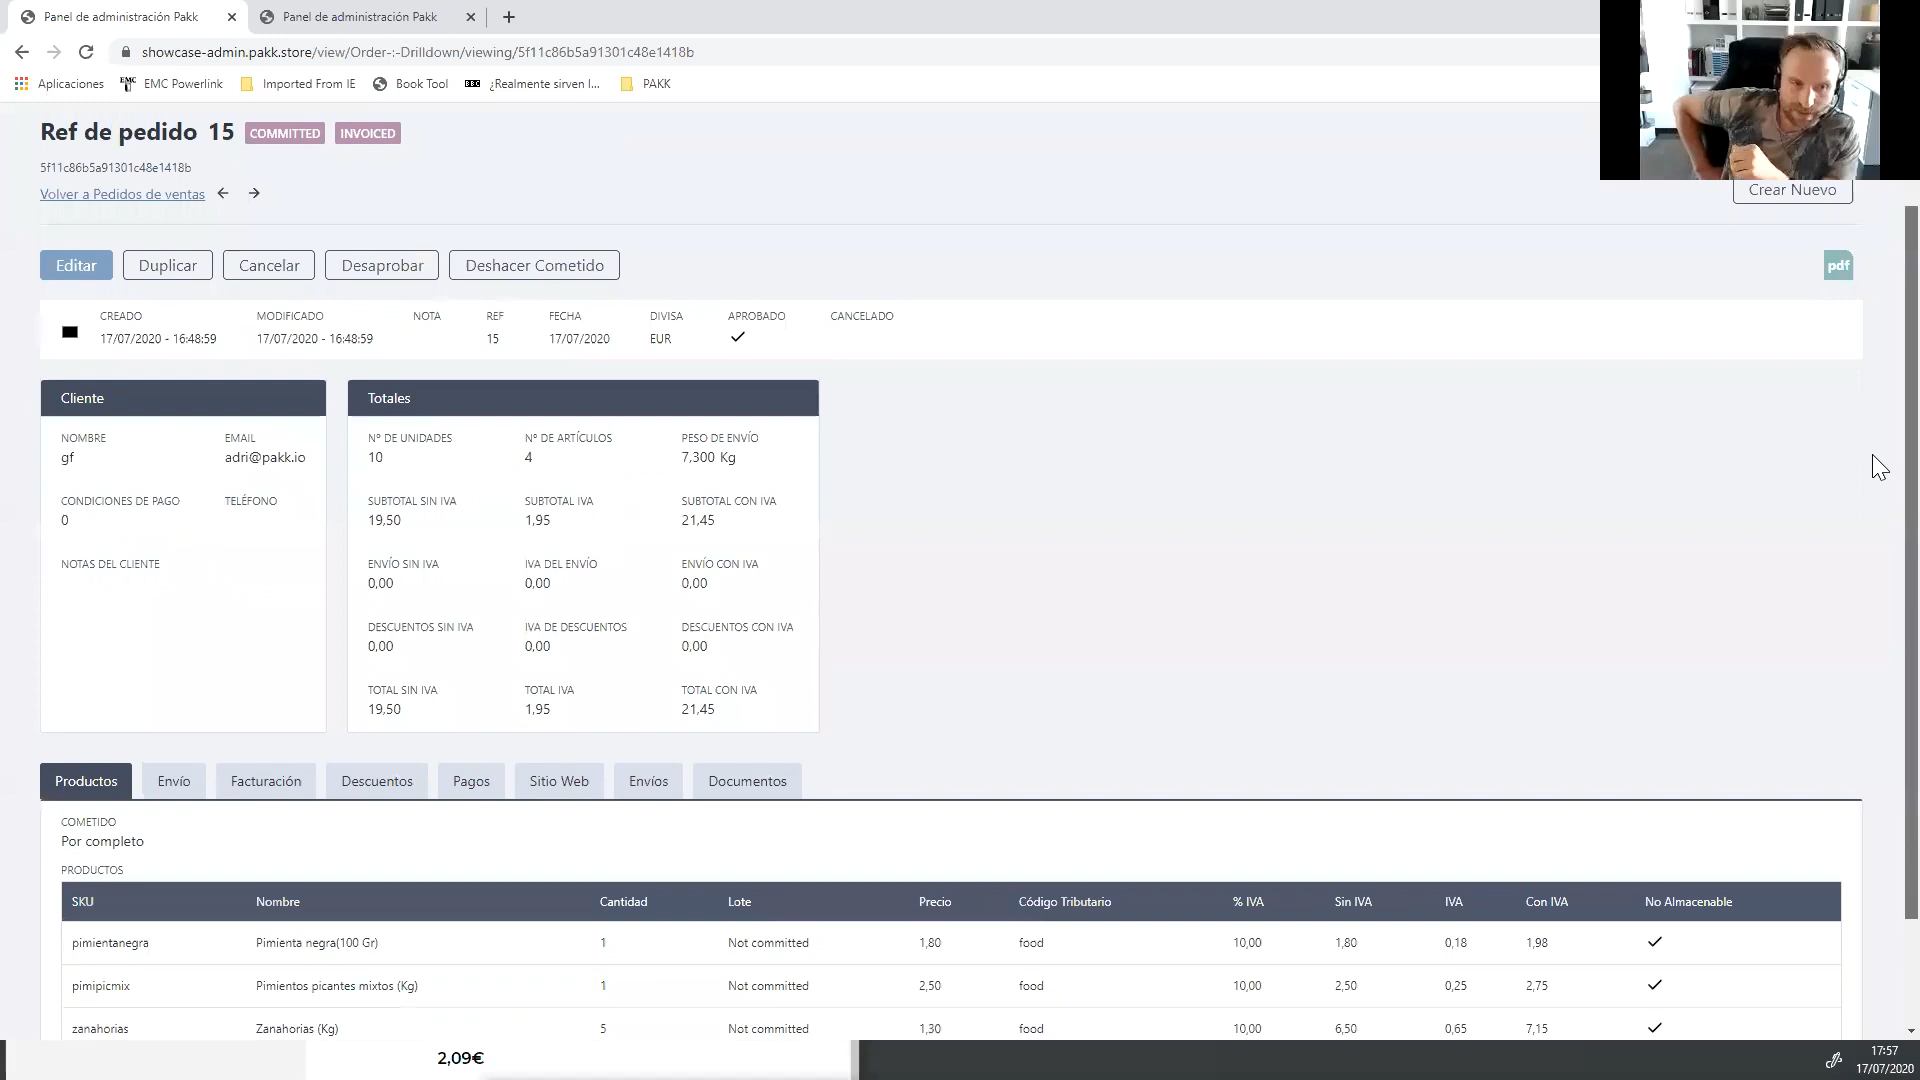 Panel de administración Pakk
Panel de administración Pakk
showcase-admin.pakk.store/view/Order-:-Drilldown/viewing/5f11c86b5a91301c48e1418b
Aplicaciones EMC Powerlink Imported From IE Book Tool BBC ¿Realmente sirven l... PAKK
Ref de pedido 15 COMMITTED INVOICED
5f11c86b5a91301c48e1418b
Volver a Pedidos de ventas
Crear Nuevo
Editar Duplicar Cancelar Desaprobar Deshacer Cometido pdf
CREADO MODIFICADO NOTA REF FECHA DIVISA APROBADO CANCELADO
17/07/2020 - 16:48:59 17/07/2020 - 16:48:59 15 17/07/2020 EUR
Cliente
NOMBRE EMAIL
gf adri@pakk.io
CONDICIONES DE PAGO TELÉFONO
0
NOTAS DEL CLIENTE
Totales
Nº DE UNIDADES Nº DE ARTÍCULOS PESO DE ENVÍO
10 4 7,300 Kg
SUBTOTAL SIN IVA SUBTOTAL IVA SUBTOTAL CON IVA
19,50 1,95 21,45
ENVÍO SIN IVA IVA DEL ENVÍO ENVÍO CON IVA
0,00 0,00 0,00
DESCUENTOS SIN IVA IVA DE DESCUENTOS DESCUENTOS CON IVA
0,00 0,00 0,00
TOTAL SIN IVA TOTAL IVA TOTAL CON IVA
19,50 1,95 21,45
Productos Envío Facturación Descuentos Pagos Sitio Web Envíos Documentos
COMETIDO
Por completo
PRODUCTOS
SKU Nombre Cantidad Lote Precio Código Tributario % IVA Sin IVA IVA Con IVA No Almacenable
pimientanegra Pimienta negra(100 Gr) 1 Not committed 1,80 food 10,00 1,80 0,18 1,98
pimipicmix Pimientos picantes mixtos (Kg) 1 Not committed 2,50 food 10,00 2,50 0,25 2,75
zanahorias Zanahorias (Kg) 5 Not committed 1,30 food 10,00 6,50 0,65 7,15
2,09€
17:57
17/07/2020